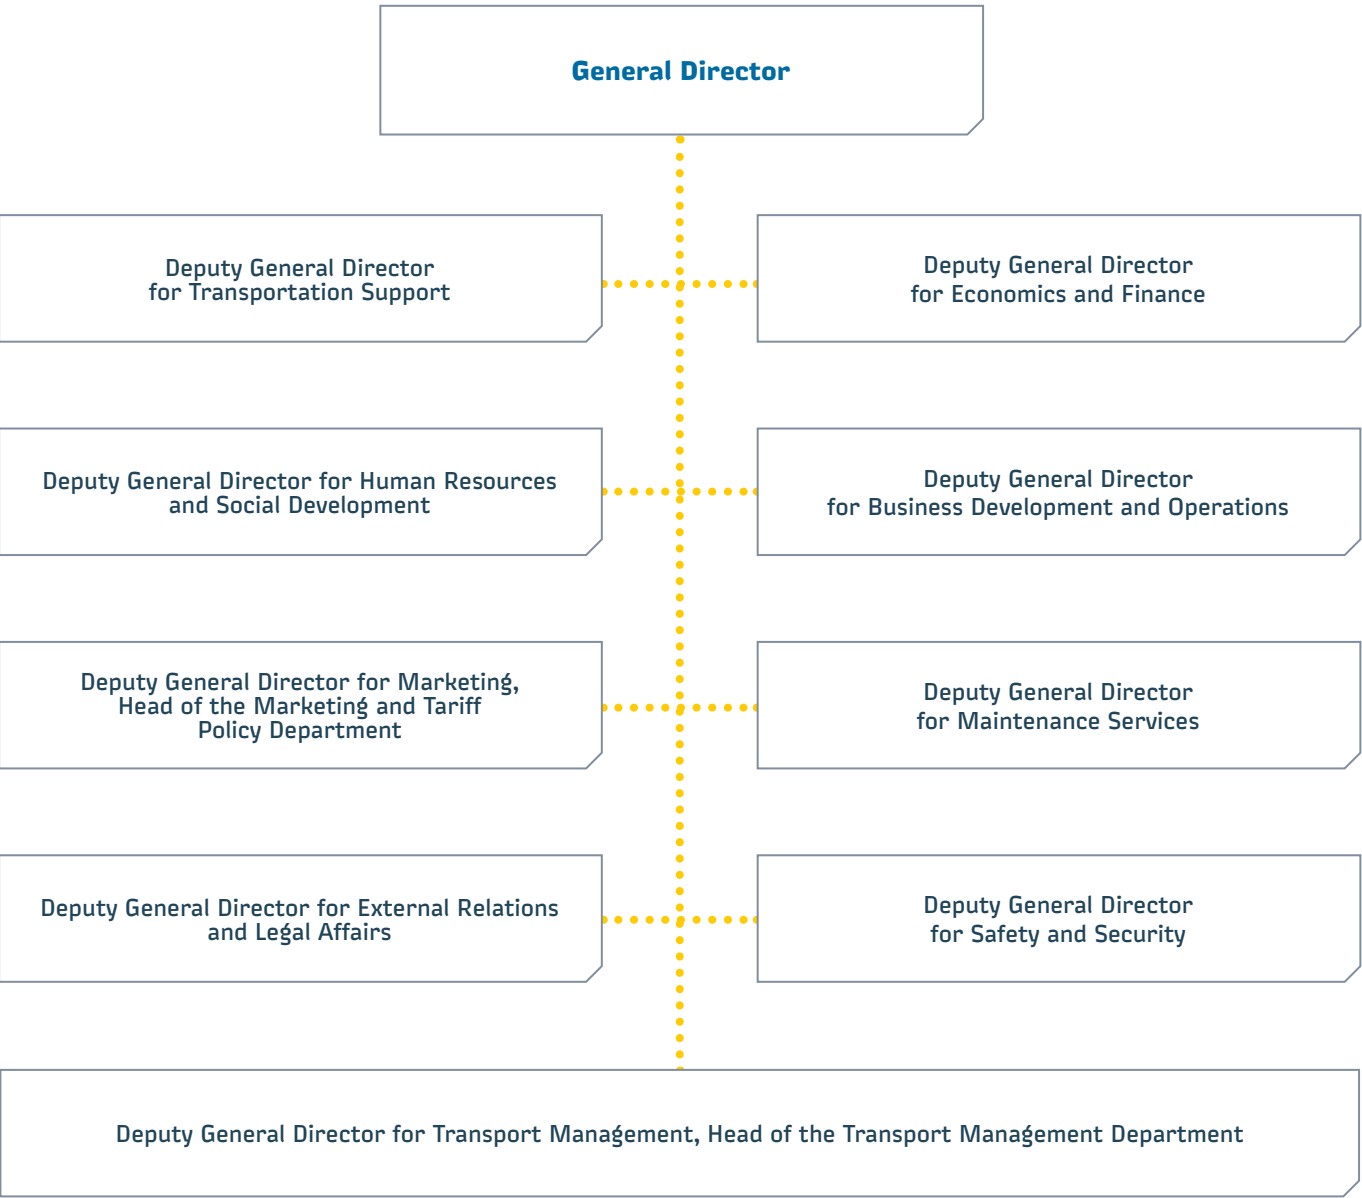 General Director
Deputy General Director
for Transportation Support
Deputy General Director
for Economics and Finance
Deputy General Director for Human Resources
and Social Development
Deputy General Director
for Business Development and Operations
Deputy General Director for Marketing,
Head of the Marketing and Tariff
Policy Department
Deputy General Director
for Maintenance Services
Deputy General Director for External Relations
and Legal Affairs
Deputy General Director
for Safety and Security
Deputy General Director for Transport Management, Head of the Transport Management Department